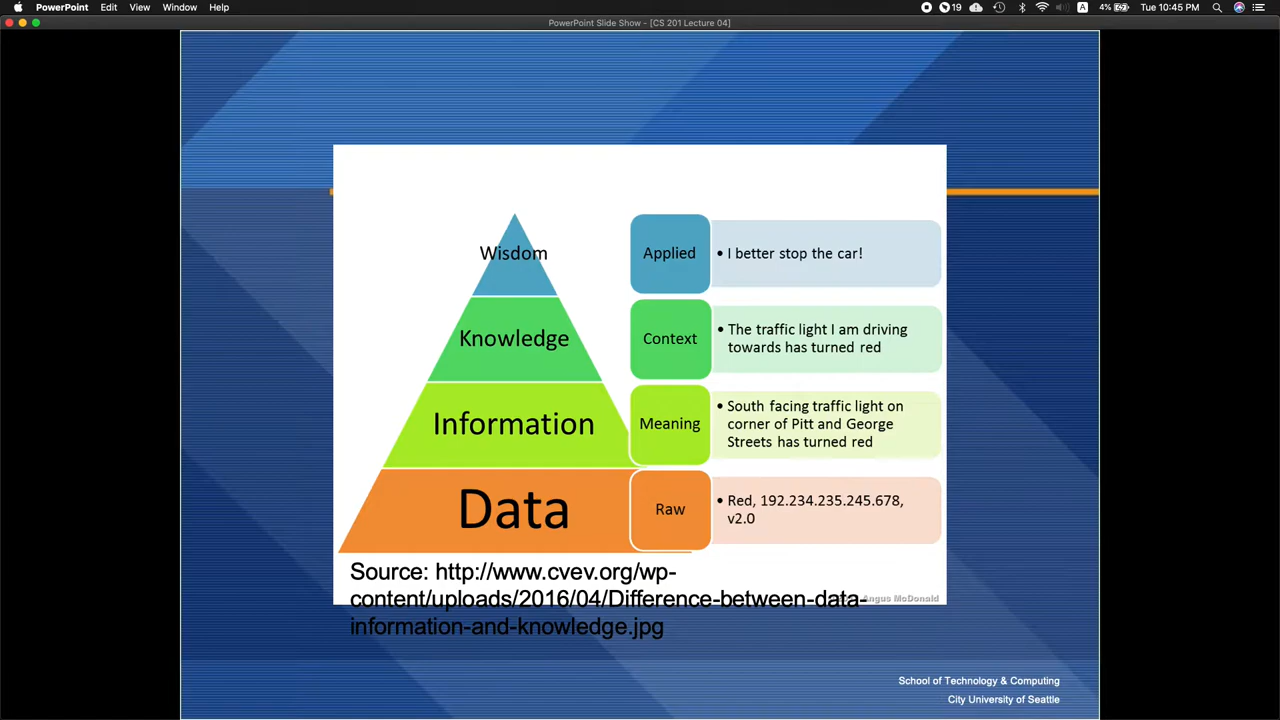 PowerPoint Edit View Window Help 19 A 4% Tue 10:45 PM
PowerPoint Slide Show - [CS 201 Lecture 04]
Wisdom
Applied
• I better stop the car!
Knowledge
Context
• The traffic light I am driving
towards has turned red
Information
Meaning
• South facing traffic light on
corner of Pitt and George
Streets has turned red
Data
Raw
• Red, 192.234.235.245.678,
v2.0
Source: http://www.cvev.org/wp-
content/uploads/2016/04/Difference-between-data-
information-and-knowledge.jpg
Angus McDonald
School of Technology & Computing
City University of Seattle